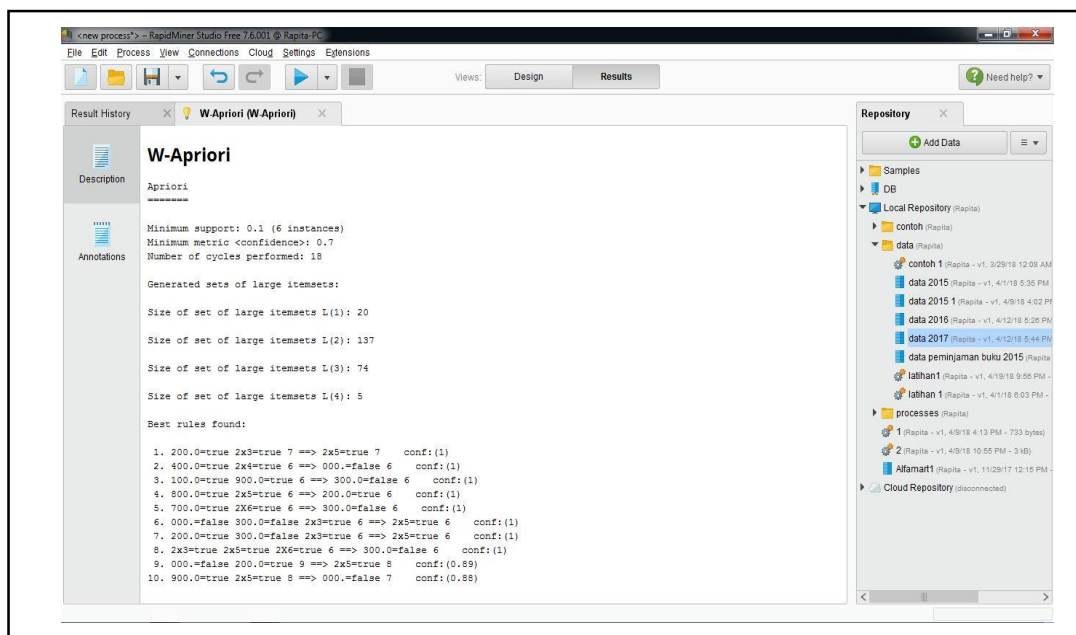 <new process*> – RapidMiner Studio Free 7.6.001 @ Rapita-PC
File Edit Process View Connections Cloud Settings Extensions
Views: Design Results Need help?
Result History W-Apriori (W-Apriori)
Description
Annotations
W-Apriori
Apriori
=======
Minimum support: 0.1 (6 instances)
Minimum metric <confidence>: 0.7
Number of cycles performed: 18
Generated sets of large itemsets:
Size of set of large itemsets L(1): 20
Size of set of large itemsets L(2): 137
Size of set of large itemsets L(3): 74
Size of set of large itemsets L(4): 5
Best rules found:
1. 200.0=true 2x3=true 7 ==> 2x5=true 7 conf:(1)
2. 400.0=true 2x4=true 6 ==> 000.=false 6 conf:(1)
3. 100.0=true 900.0=true 6 ==> 300.0=false 6 conf:(1)
4. 800.0=true 2x5=true 6 ==> 200.0=true 6 conf:(1)
5. 700.0=true 2X6=true 6 ==> 300.0=false 6 conf:(1)
6. 000.=false 300.0=false 2x3=true 6 ==> 2x5=true 6 conf:(1)
7. 200.0=true 300.0=false 2x3=true 6 ==> 2x5=true 6 conf:(1)
8. 2x3=true 2x5=true 2X6=true 6 ==> 300.0=false 6 conf:(1)
9. 000.=false 200.0=true 9 ==> 2x5=true 8 conf:(0.89)
10. 900.0=true 2x5=true 8 ==> 000.=false 7 conf:(0.88)
Repository
Add Data
Samples
DB
Local Repository (Rapita)
contoh (Rapita)
data (Rapita)
contoh 1 (Rapita - v1, 3/29/18 12:08 AM
data 2015 (Rapita - v1, 4/1/18 5:35 PM
data 2015 1 (Rapita - v1, 4/9/18 4:02 PM
data 2016 (Rapita - v1, 4/12/18 5:26 PM
data 2017 (Rapita - v1, 4/12/18 5:44 PM
data peminjaman buku 2015 (Rapita
latihan1 (Rapita - v1, 4/19/18 9:56 PM -
latihan 1 (Rapita - v1, 4/1/18 6:03 PM -
processes (Rapita)
1 (Rapita - v1, 4/9/18 4:13 PM - 733 bytes)
2 (Rapita - v1, 4/9/18 10:55 PM - 3 kB)
Alfamart1 (Rapita - v1, 11/29/17 12:15 PM -
Cloud Repository (disconnected)